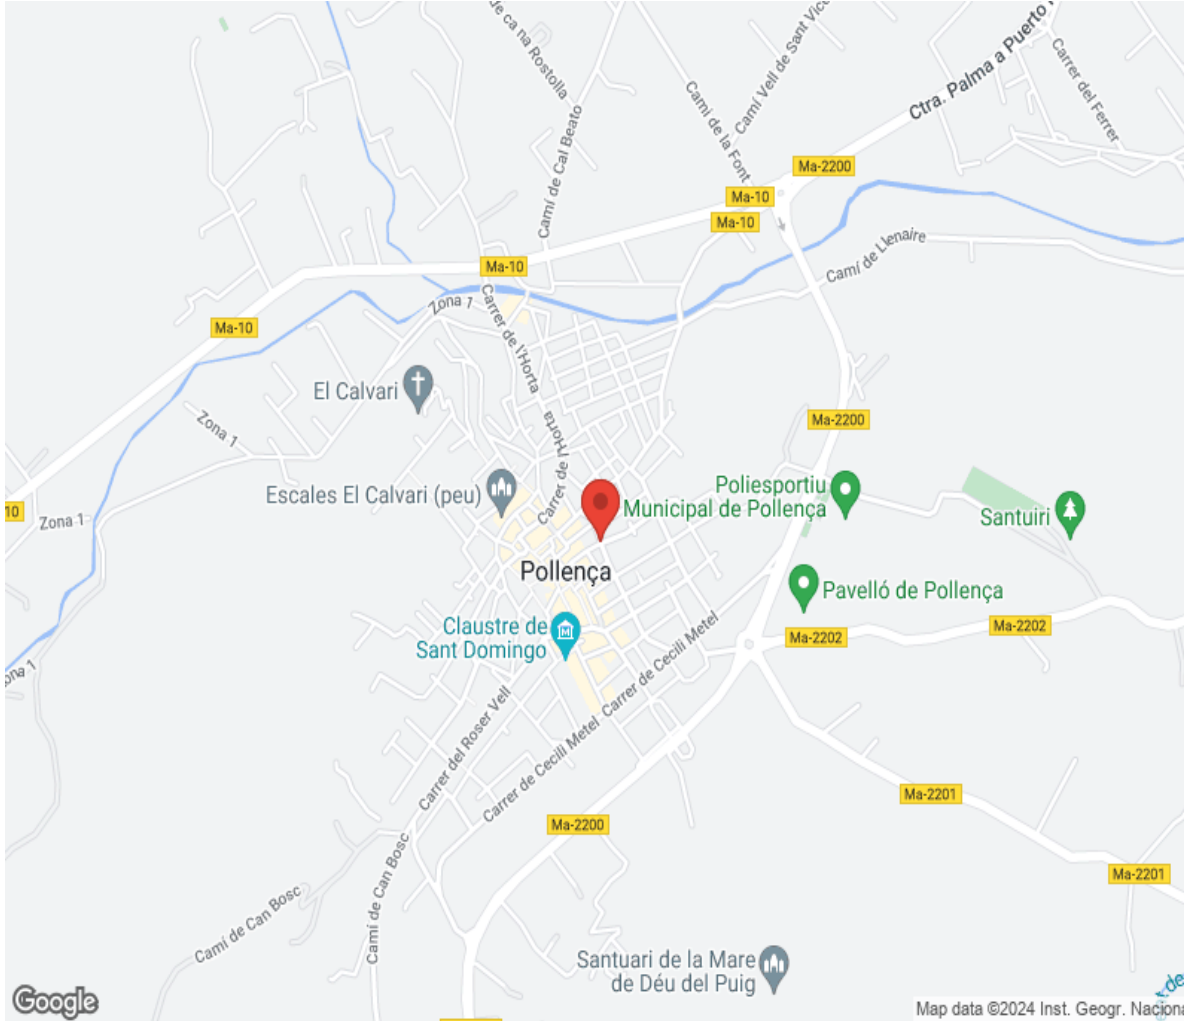 de ca na Rostolla
Camí de Cal Beato
Camí de la Font
Camí Vell de Sant Vic
Ctra. Palma a Puerto
Carrer del Ferrer
Ma-2200
Ma-10
Ma-10
Camí de Llenaire
Ma-10
Zona 1
Ma-10
Carrer de l'Horta
El Calvari
Zona 1
Carrer de l'Horta
Ma-2200
Escales El Calvari (peu)
Poliesportiu
Municipal de Pollença
10
Zona 1
Santuiri
Pollença
Pavelló de Pollença
Claustre de
Sant Domingo
Ma-2202
Ma-2202
ona 1
Carrer de Cecili Metel
Carrer del Roser Vell
Carrer de Cecili Metel
Ma-2201
Ma-2200
Ma-2201
Camí de Can Bosc
Camí de Can Bosc
Santuari de la Mare
de Déu del Puig
Google
Map data ©2024 Inst. Geogr. Naciona